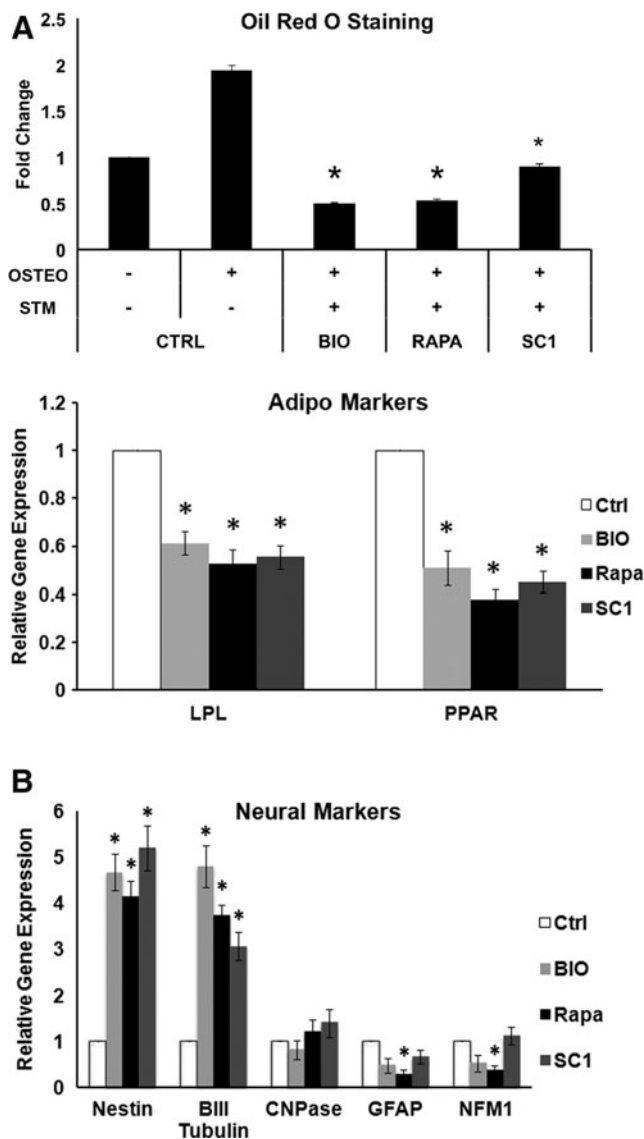 A
Oil Red O Staining
Fold Change
2.5
2
1.5
1
0.5
0
* * *
OSTEO - + + + +
STM - - + + +
CTRL BIO RAPA SC1
Adipo Markers
Relative Gene Expression
1.2
1
0.8
0.6
0.4
0.2
0
* * * * * *
LPL PPAR
Ctrl
BIO
Rapa
SC1
B
Neural Markers
Relative Gene Expression
6
5
4
3
2
1
0
* * * * * * * *
Nestin BIII CNPase GFAP NFM1
Tubulin
Ctrl
BIO
Rapa
SC1